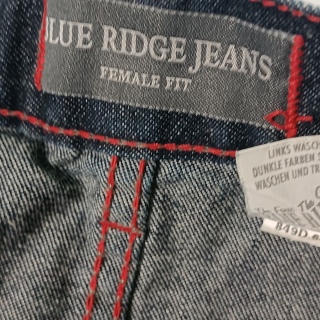 BLUE RIDGE JEANS
FEMALE FIT
LINKS WASCH
DUNKLE FARBEN S
WASCHEN UND TR